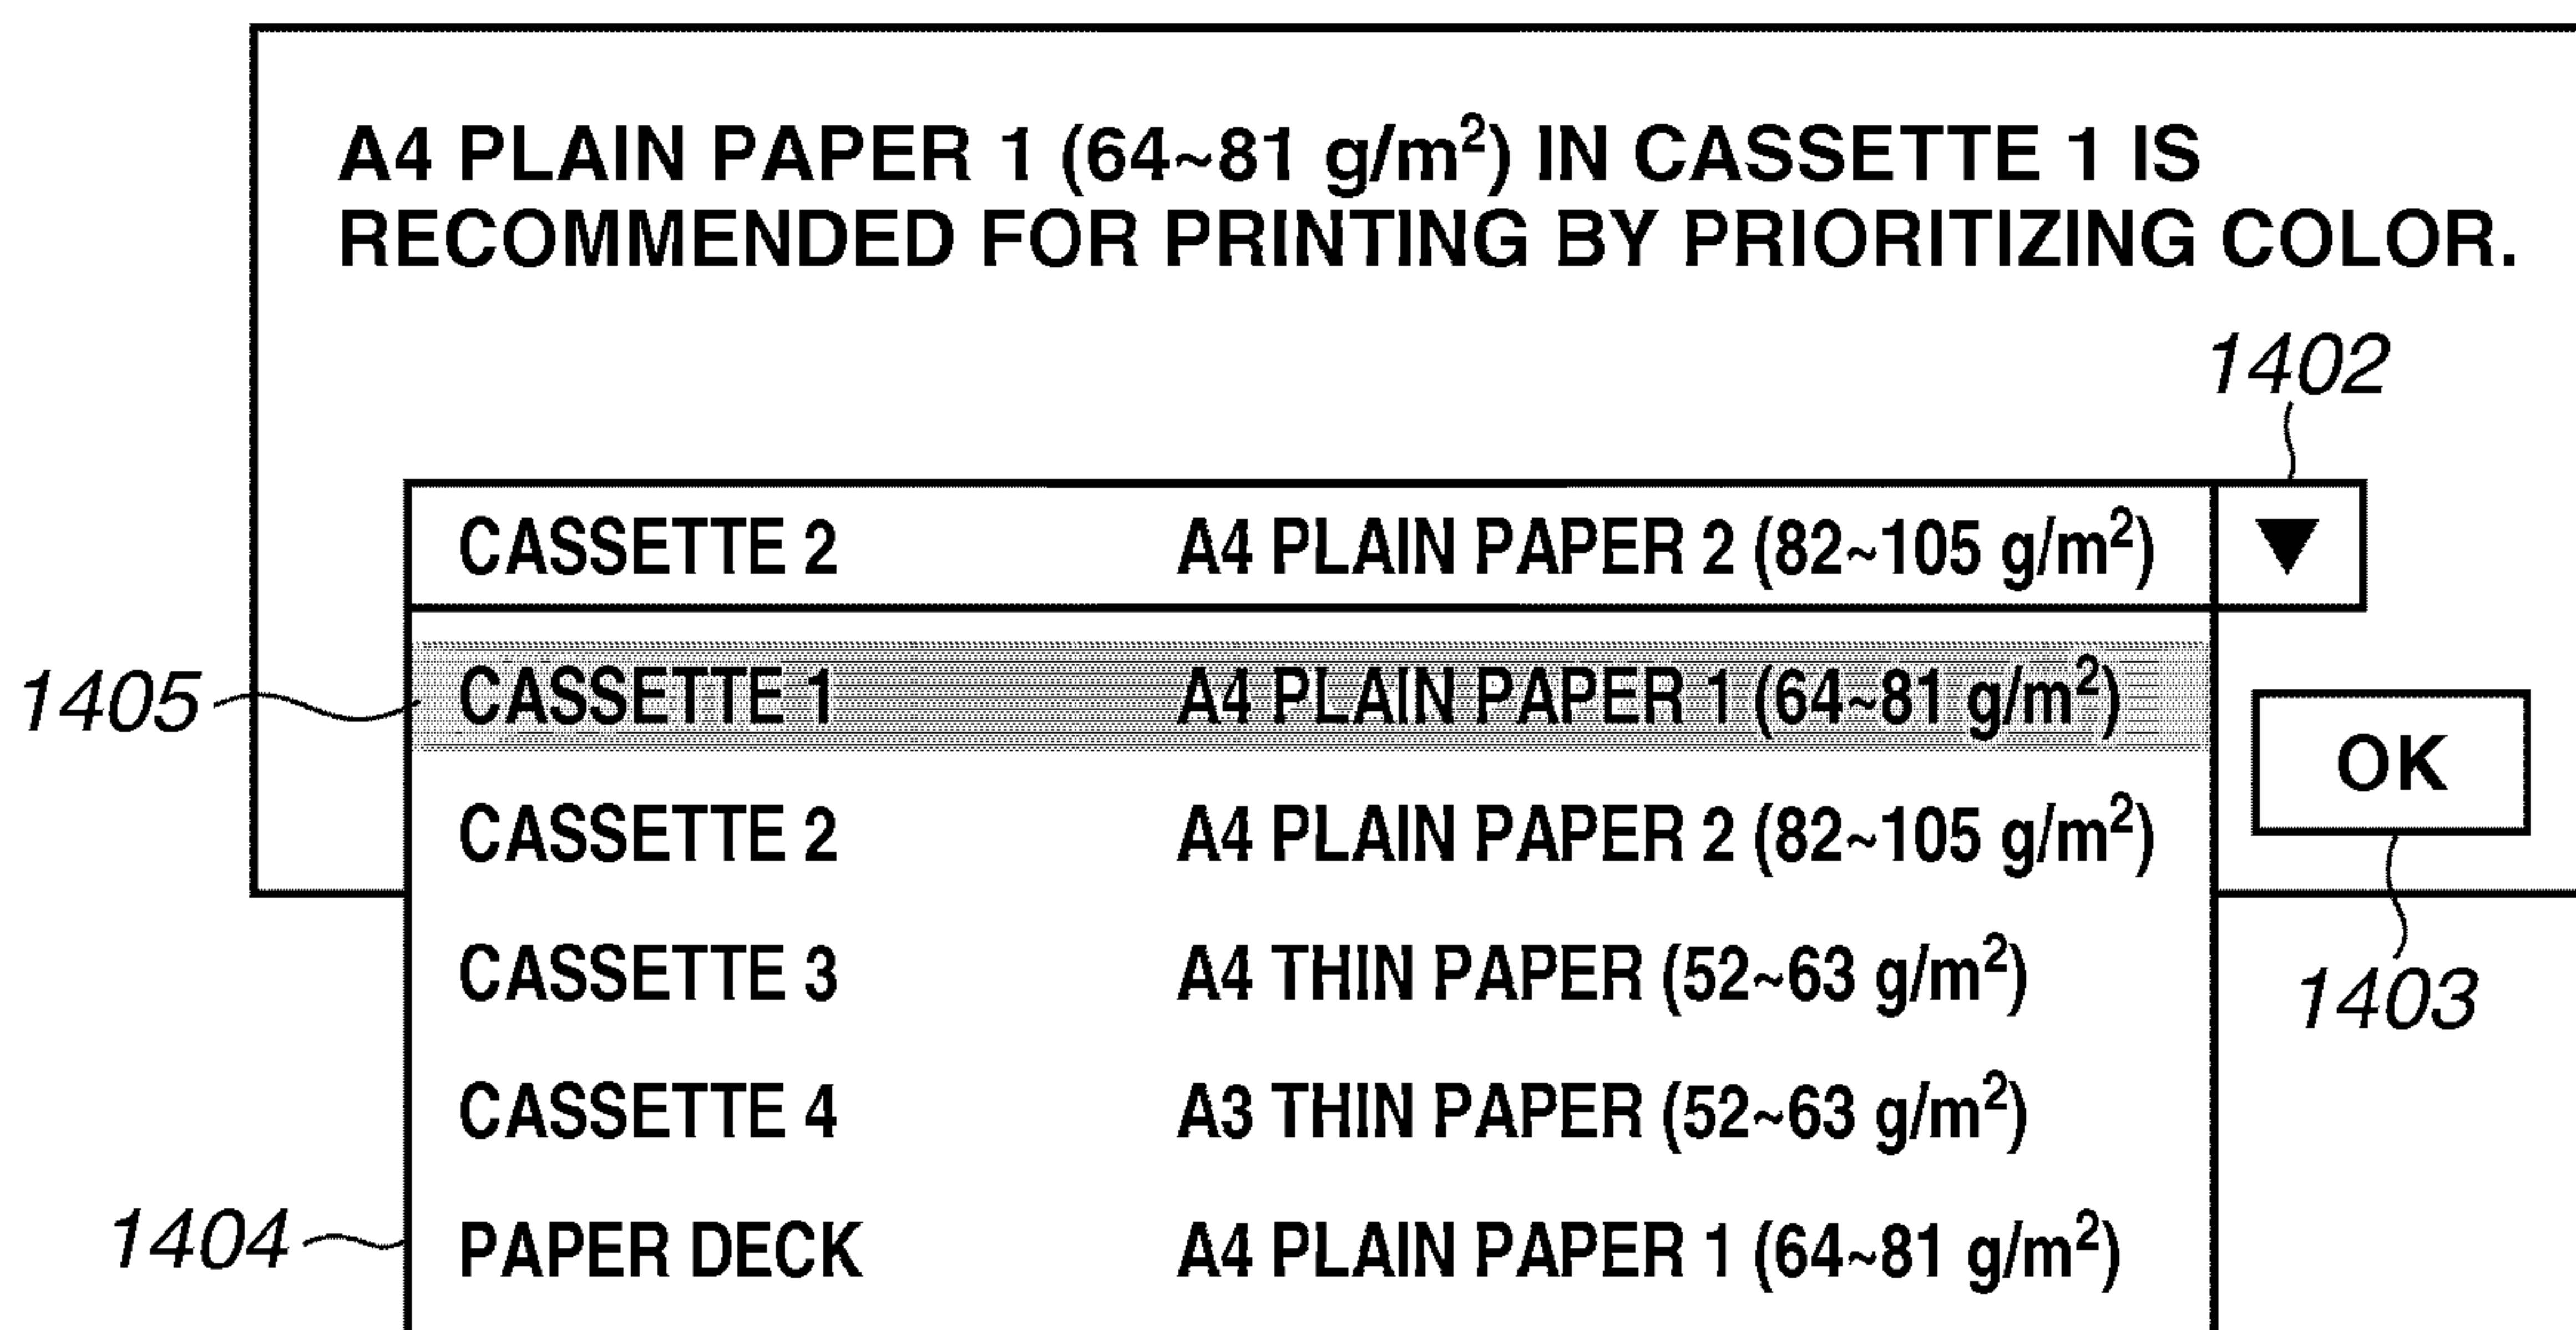 A4 PLAIN PAPER 1 (64~81 g/m²) IN CASSETTE 1 IS
RECOMMENDED FOR PRINTING BY PRIORITIZING COLOR.
1402
CASSETTE 2 A4 PLAIN PAPER 2 (82~105 g/m²) ▼
1405 CASSETTE 1 A4 PLAIN PAPER 1 (64~81 g/m²)
OK
CASSETTE 2 A4 PLAIN PAPER 2 (82~105 g/m²)
CASSETTE 3 A4 THIN PAPER (52~63 g/m²)
1403
CASSETTE 4 A3 THIN PAPER (52~63 g/m²)
1404 PAPER DECK A4 PLAIN PAPER 1 (64~81 g/m²)